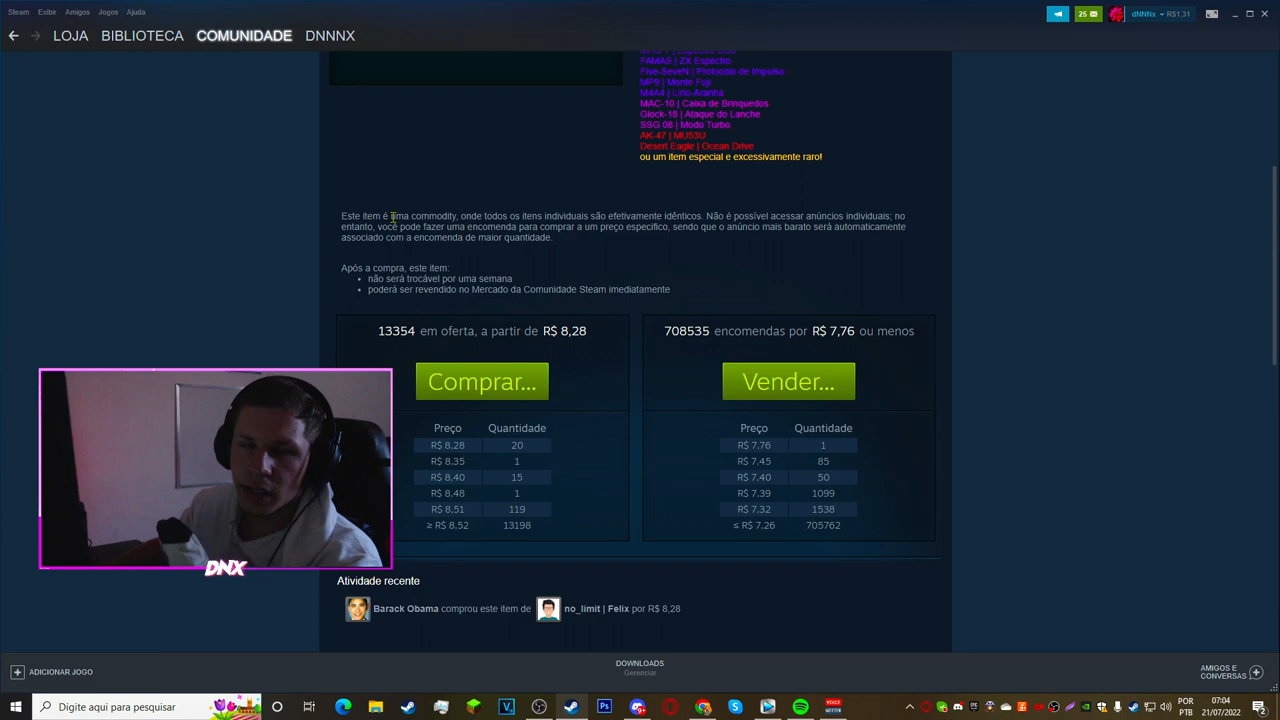 Steam Exibir Amigos Jogos Ajuda
25
dNNNx
R$1,31
LOJA BIBLIOTECA COMUNIDADE DNNNX
FAMAS | ZX Espectro
Five-SeveN | Protocolo de Impulso
MP9 | Monte Fuji
M4A4 | Lírio-Aranha
MAC-10 | Caixa de Brinquedos
Glock-18 | Ataque do Lanche
SSG 08 | Modo Turbo
AK-47 | MU53U
Desert Eagle | Ocean Drive
ou um item especial e excessivamente raro!
Este item é uma commodity, onde todos os itens individuais são efetivamente idênticos. Não é possível acessar anúncios individuais; no
entanto, você pode fazer uma encomenda para comprar a um preço específico, sendo que o anúncio mais barato será automaticamente
associado com a encomenda de maior quantidade.
Após a compra, este item:
não será trocável por uma semana
poderá ser revendido no Mercado da Comunidade Steam imediatamente
13354 em oferta, a partir de R$ 8,28
Comprar...
Preço Quantidade
R$ 8,28 20
R$ 8,35 1
R$ 8,40 15
R$ 8,48 1
R$ 8,51 119
≥ R$ 8,52 13198
708535 encomendas por R$ 7,76 ou menos
Vender...
Preço Quantidade
R$ 7,76 1
R$ 7,45 85
R$ 7,40 50
R$ 7,39 1099
R$ 7,32 1538
≤ R$ 7,26 705762
DNX
Atividade recente
Barack Obama comprou este item de no_limit | Felix por R$ 8,28
ADICIONAR JOGO
DOWNLOADS
Gerenciar
AMIGOS E
CONVERSAS
Digite aqui para pesquisar
POR
PTB
07:04
21/07/2022